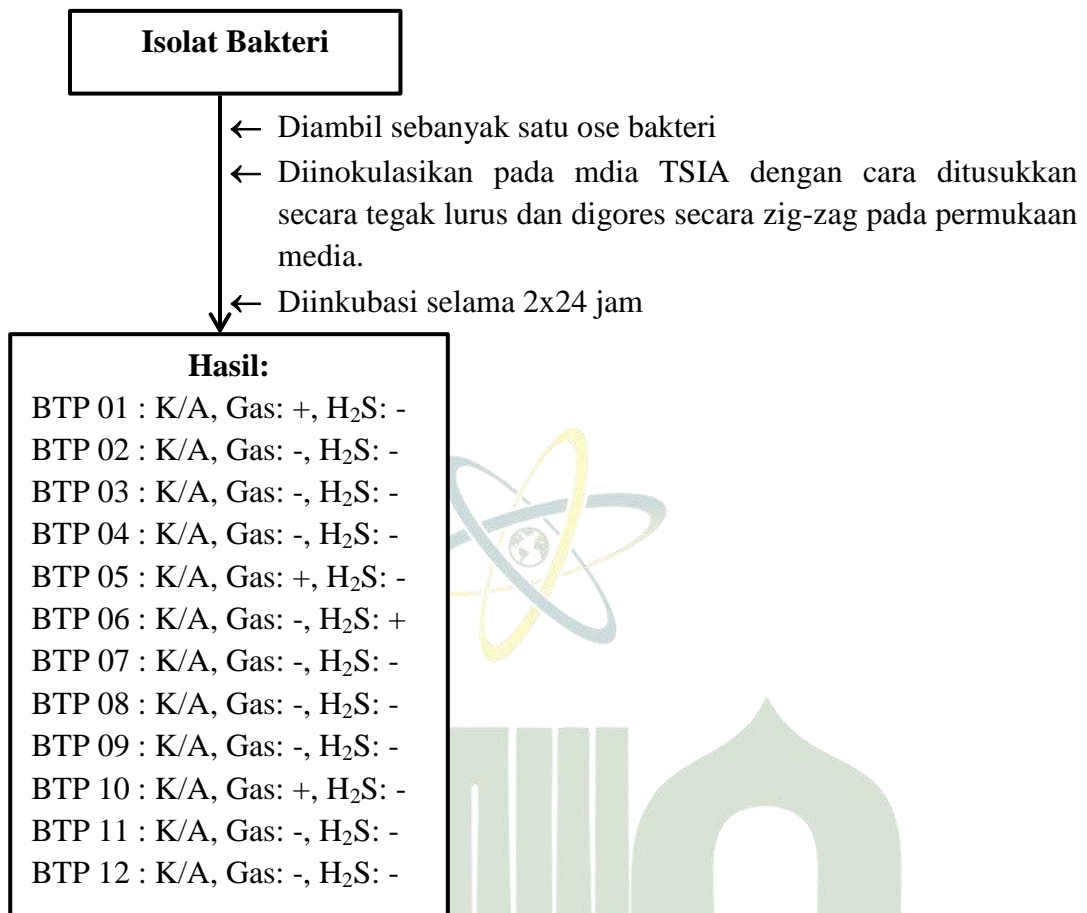 Isolat Bakteri
← Diambil sebanyak satu ose bakteri
← Diinokulasikan pada mdia TSIA dengan cara ditusukkan
secara tegak lurus dan digores secara zig-zag pada permukaan
media.
← Diinkubasi selama 2x24 jam
Hasil:
BTP 01 : K/A, Gas: +, H₂S: -
BTP 02 : K/A, Gas: -, H₂S: -
BTP 03 : K/A, Gas: -, H₂S: -
BTP 04 : K/A, Gas: -, H₂S: -
BTP 05 : K/A, Gas: +, H₂S: -
BTP 06 : K/A, Gas: -, H₂S: +
BTP 07 : K/A, Gas: -, H₂S: -
BTP 08 : K/A, Gas: -, H₂S: -
BTP 09 : K/A, Gas: -, H₂S: -
BTP 10 : K/A, Gas: +, H₂S: -
BTP 11 : K/A, Gas: -, H₂S: -
BTP 12 : K/A, Gas: -, H₂S: -